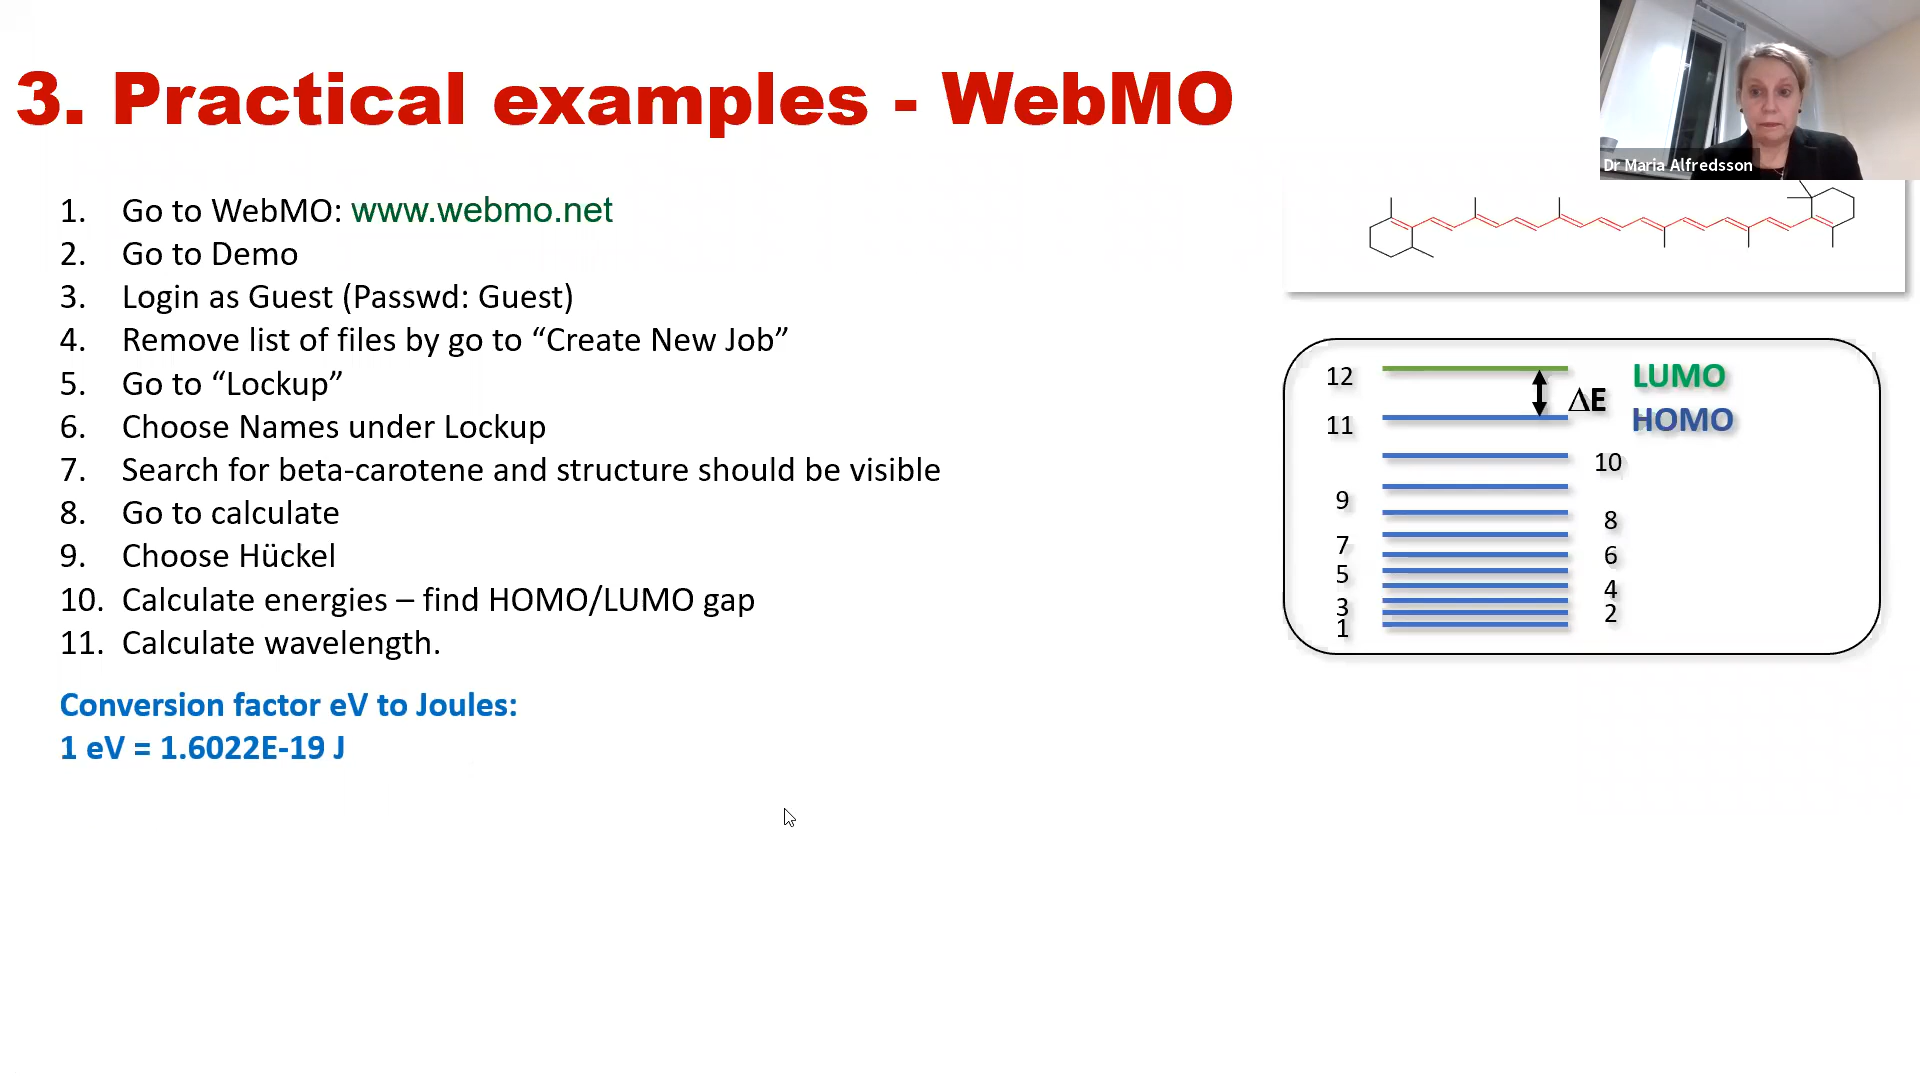 3. Practical examples - WebMO
Dr Maria Alfredsson
1. Go to WebMO: www.webmo.net
2. Go to Demo
3. Login as Guest (Passwd: Guest)
4. Remove list of files by go to “Create New Job”
5. Go to “Lockup”
6. Choose Names under Lockup
7. Search for beta-carotene and structure should be visible
8. Go to calculate
9. Choose Hückel
10. Calculate energies – find HOMO/LUMO gap
11. Calculate wavelength.
Conversion factor eV to Joules:
1 eV = 1.6022E-19 J
12 LUMO
ΔE
11 HOMO
10
9
8
7
6
5
4
3
2
1